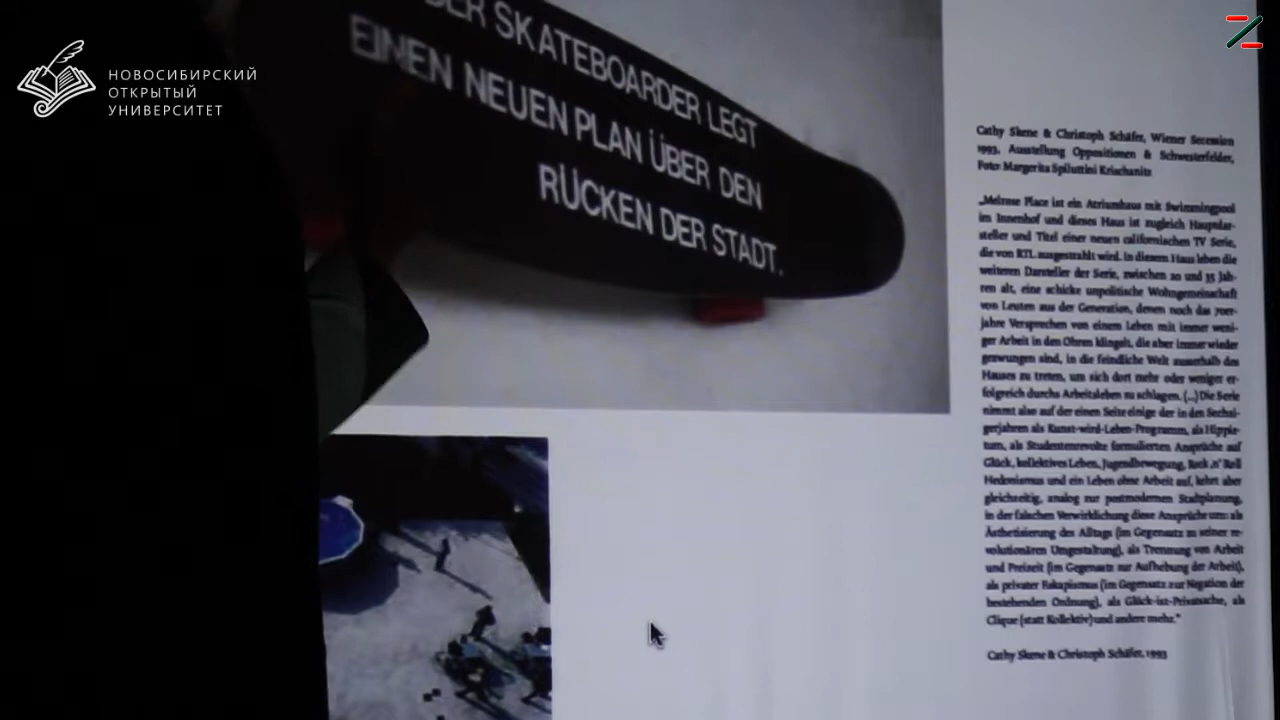 НОВОСИБИРСКИЙ
ОТКРЫТЫЙ
УНИВЕРСИТЕТ
DER SKATEBOARDER LEGT
EINEN NEUEN PLAN ÜBER DEN
RÜCKEN DER STADT.
Cathy Skene & Christoph Schäfer, Wiener Secession
1993, Ausstellung Oppositionen & Schwesterfelder,
Foto: Margerita Spiluttini Krischanitz
„Melrose Place ist ein Atriumhaus mit Swimmingpool
im Innenhof und dieses Haus ist zugleich Hauptdar-
steller und Titel einer neuen californischen TV Serie,
die von RTL ausgestrahlt wird. In diesem Haus leben die
weiteren Darsteller der Serie, zwischen 20 und 35 Jah-
ren alt, eine schicke unpolitische Wohngemeinschaft
von Leuten aus der Generation, denen noch das 70er-
jahre Versprechen von einem Leben mit immer weni-
ger Arbeit in den Ohren klingelt, die aber immer wieder
gezwungen sind, in die feindliche Welt ausserhalb des
Hauses zu treten, um sich dort mehr oder weniger er-
folgreich durchs Arbeitsleben zu schlagen. (...) Die Serie
nimmt also auf der einen Seite einige der in den Sechzi-
gerjahren als Kunst-wird-Leben-Programm, als Hippie-
tum, als Studentenrevolte formulierten Ansprüche auf
Glück, kollektives Leben, Jugendbewegung, Rock n' Roll
Hedonismus und ein Leben ohne Arbeit auf, kehrt aber
gleichzeitig, analog zur postmodernen Stadtplanung,
in der falschen Verwirklichung diese Ansprüche um: als
Ästhetisierung des Alltags (im Gegensatz zu seiner re-
volutionären Umgestaltung), als Trennung von Arbeit
und Freizeit (im Gegensatz zur Aufhebung der Arbeit),
als privater Eskapismus (im Gegensatz zur Negation der
bestehenden Ordnung), als Glück-ist-Privatsache, als
Clique (statt Kollektiv) und andere mehr."
Cathy Skene & Christoph Schäfer, 1993